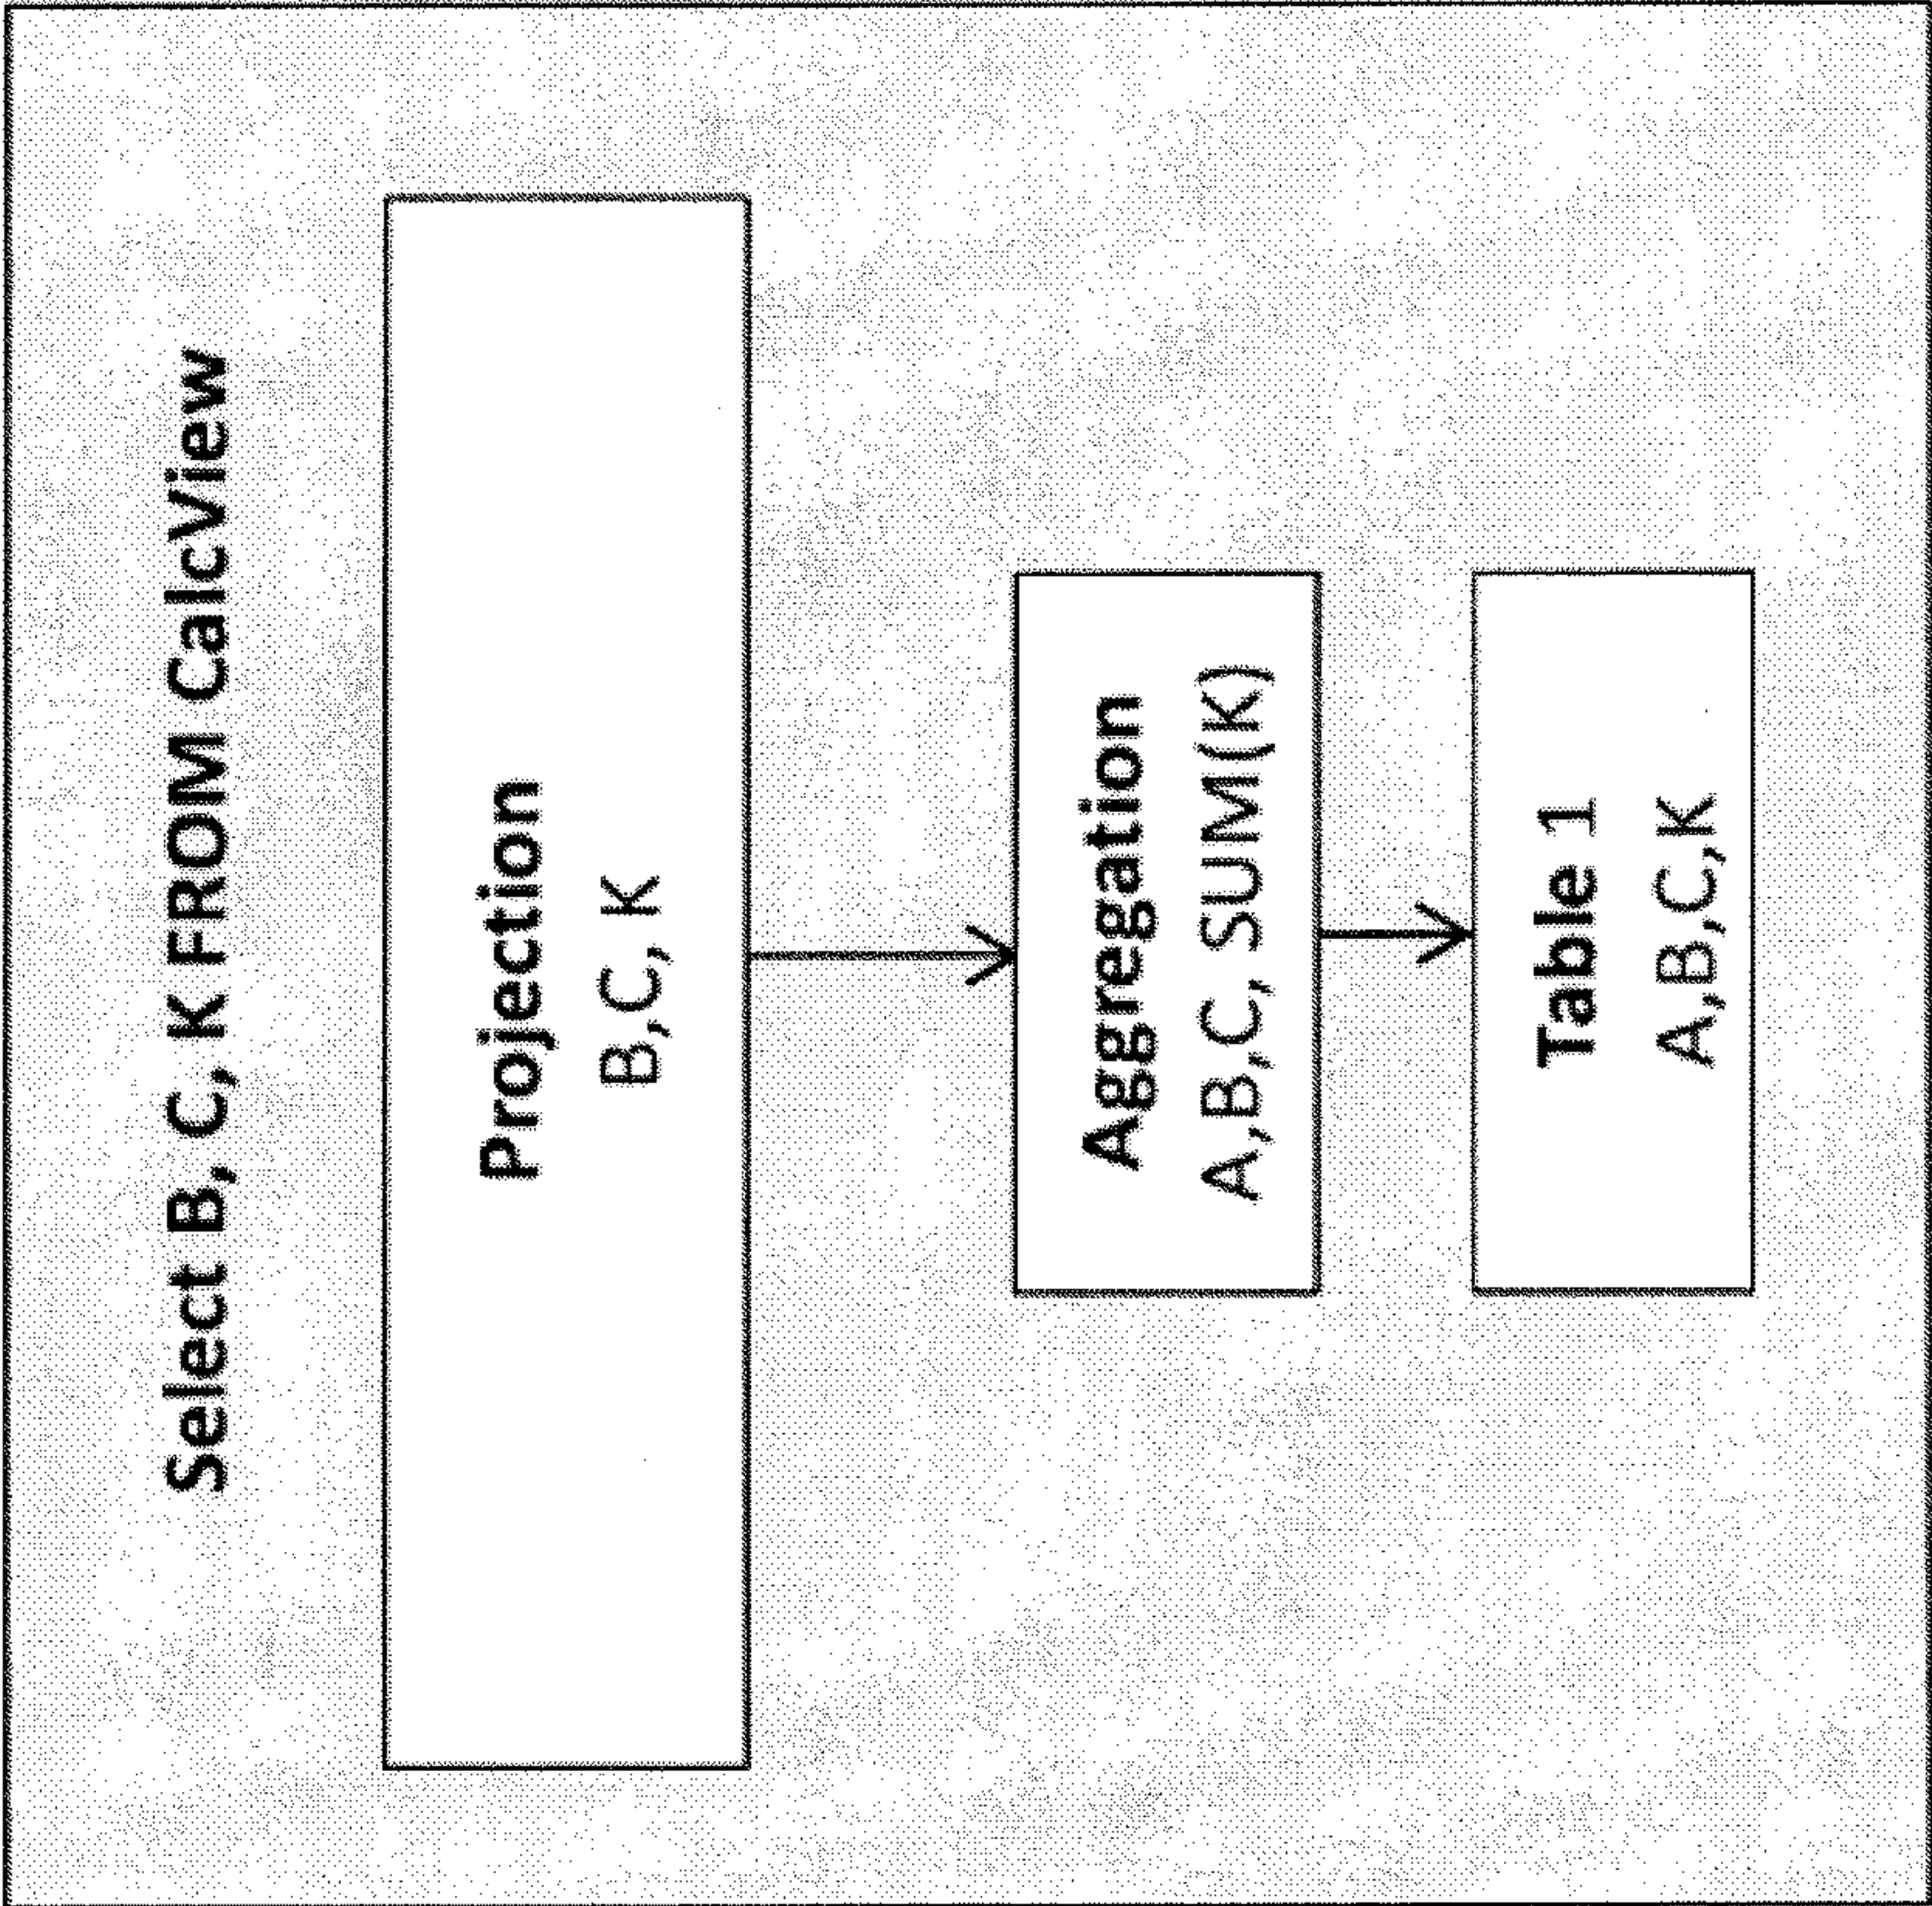 Select B, C, K FROM CalcView
Projection
B,C, K
Aggregation
A,B,C, SUM(K)
Table 1
A,B,C,K